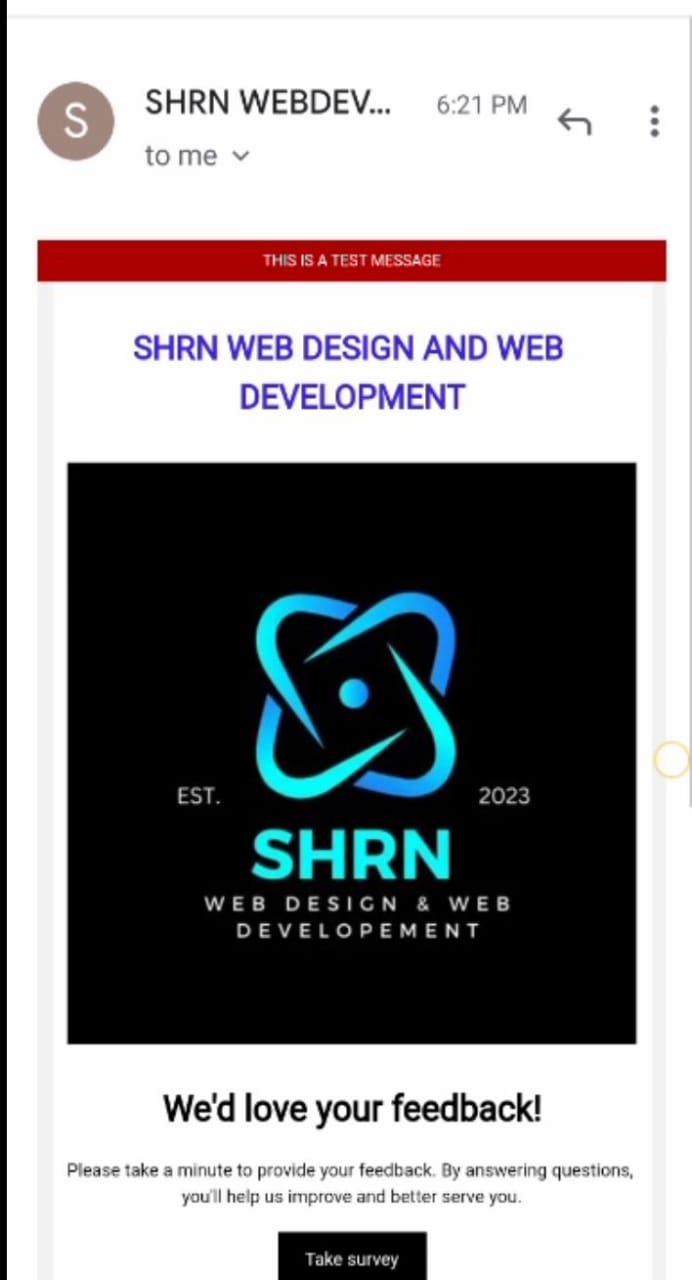 S
SHRN WEBDEV... 6:21 PM
to me
THIS IS A TEST MESSAGE
SHRN WEB DESIGN AND WEB
DEVELOPMENT
EST. 2023
SHRN
WEB DESIGN & WEB
DEVELOPEMENT
We'd love your feedback!
Please take a minute to provide your feedback. By answering questions,
you'll help us improve and better serve you.
Take survey